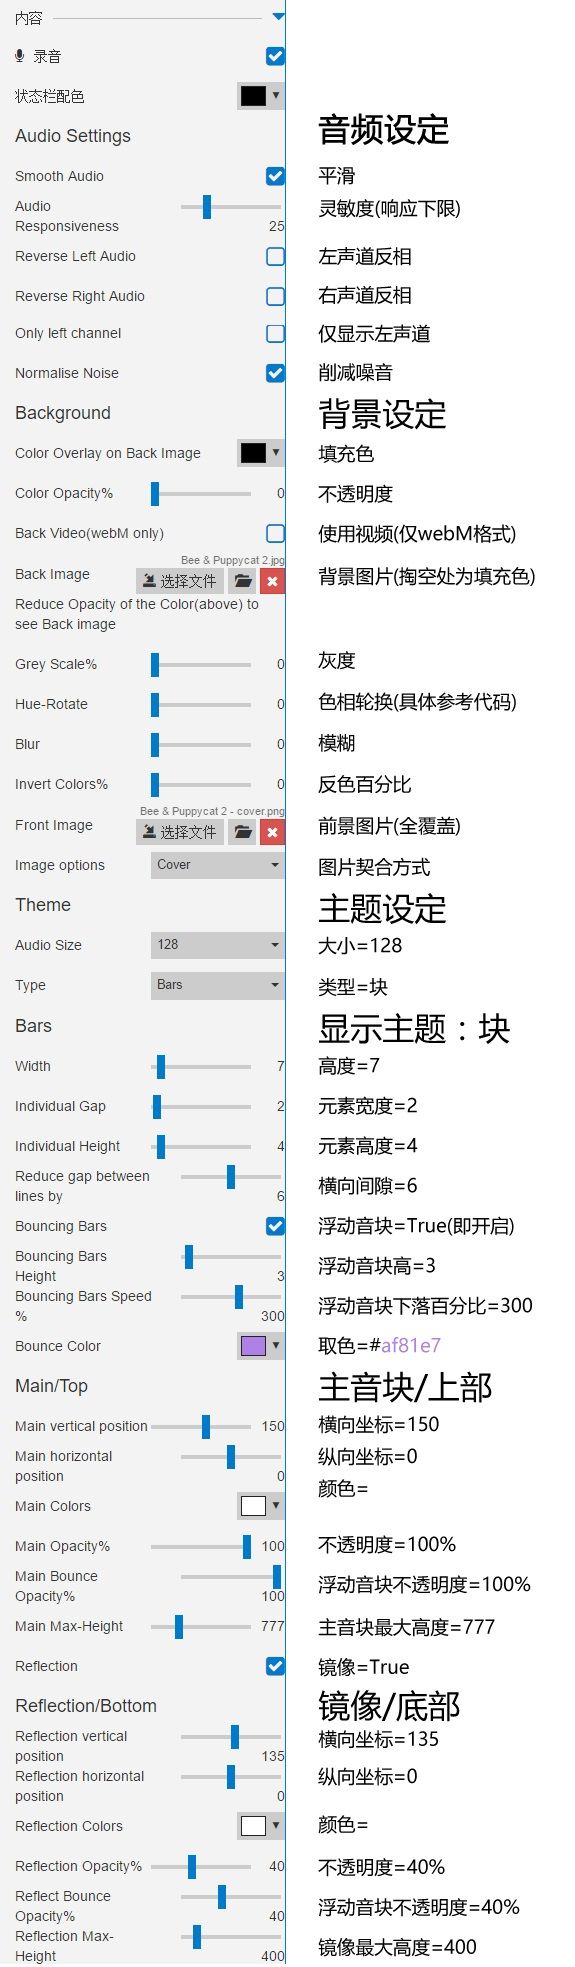 内容
录音
状态栏配色
Audio Settings 音频设定
Smooth Audio 平滑
Audio 灵敏度(响应下限)
Responsiveness 25
Reverse Left Audio 左声道反相
Reverse Right Audio 右声道反相
Only left channel 仅显示左声道
Normalise Noise 削减噪音
Background 背景设定
Color Overlay on Back Image 填充色
Color Opacity% 0 不透明度
Back Video(webM only) 使用视频(仅webM格式)
Bee & Puppycat 2.jpg
Back Image 选择文件 背景图片(掏空处为填充色)
Reduce Opacity of the Color(above) to
see Back image
Grey Scale% 0 灰度
Hue-Rotate 0 色相轮换(具体参考代码)
Blur 0 模糊
Invert Colors% 0 反色百分比
Bee & Puppycat 2 - cover.png
Front Image 选择文件 前景图片(全覆盖)
Image options Cover 图片契合方式
Theme 主题设定
Audio Size 128 大小=128
Type Bars 类型=块
Bars 显示主题：块
Width 7 高度=7
Individual Gap 2 元素宽度=2
Individual Height 4 元素高度=4
Reduce gap between 横向间隙=6
lines by 6
Bouncing Bars 浮动音块=True(即开启)
Bouncing Bars 浮动音块高=3
Height 3
Bouncing Bars Speed 浮动音块下落百分比=300
% 300
Bounce Color 取色=#af81e7
Main/Top 主音块/上部
Main vertical position 150 横向坐标=150
Main horizontal 纵向坐标=0
position 0
颜色=
Main Colors
Main Opacity% 100 不透明度=100%
Main Bounce 浮动音块不透明度=100%
Opacity% 100
Main Max-Height 777 主音块最大高度=777
Reflection 镜像=True
Reflection/Bottom 镜像/底部
Reflection vertical 横向坐标=135
position 135
Reflection horizontal 纵向坐标=0
position 0
Reflection Colors 颜色=
Reflection Opacity% 40 不透明度=40%
Reflect Bounce 浮动音块不透明度=40%
Opacity% 40
Reflection Max- 镜像最大高度=400
Height 400